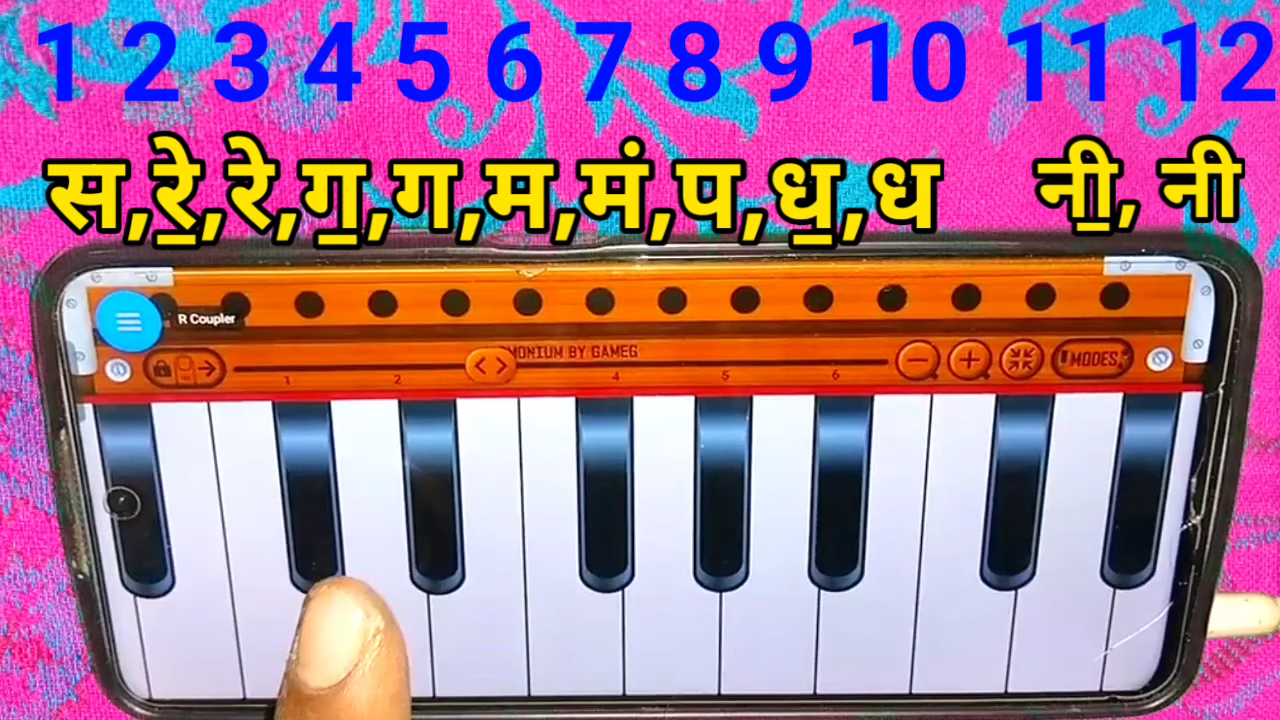 1 2 3 4 5 6 7 8 9 10 11 12
स,रे॒,रे,ग॒,ग,म,मं,प,ध॒,ध नी॒, नी
R Coupler
MONIUM BY GAMEG
1 2 4 5 6
MODES